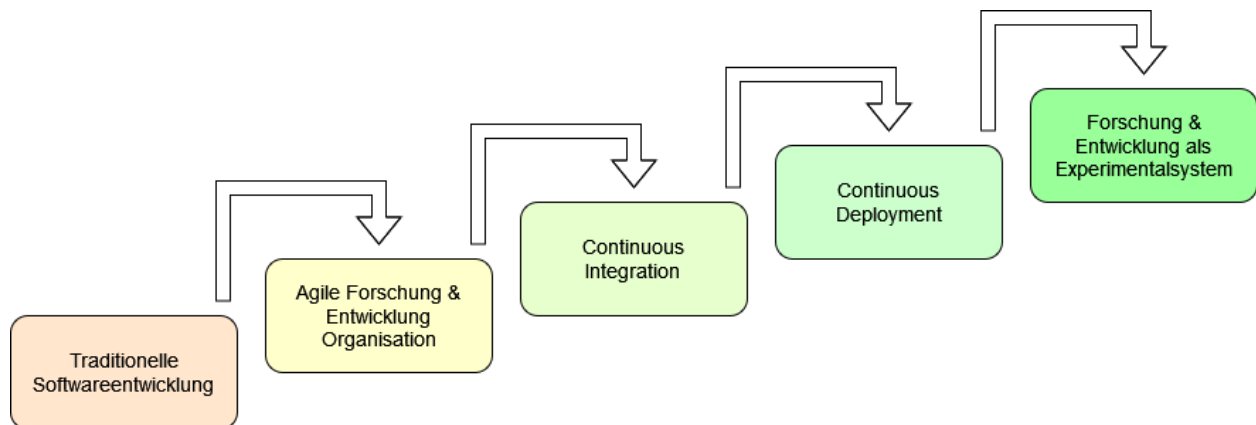 Traditionelle
Softwareentwicklung
Agile Forschung &
Entwicklung
Organisation
Continuous
Integration
Continuous
Deployment
Forschung &
Entwicklung als
Experimentalsystem